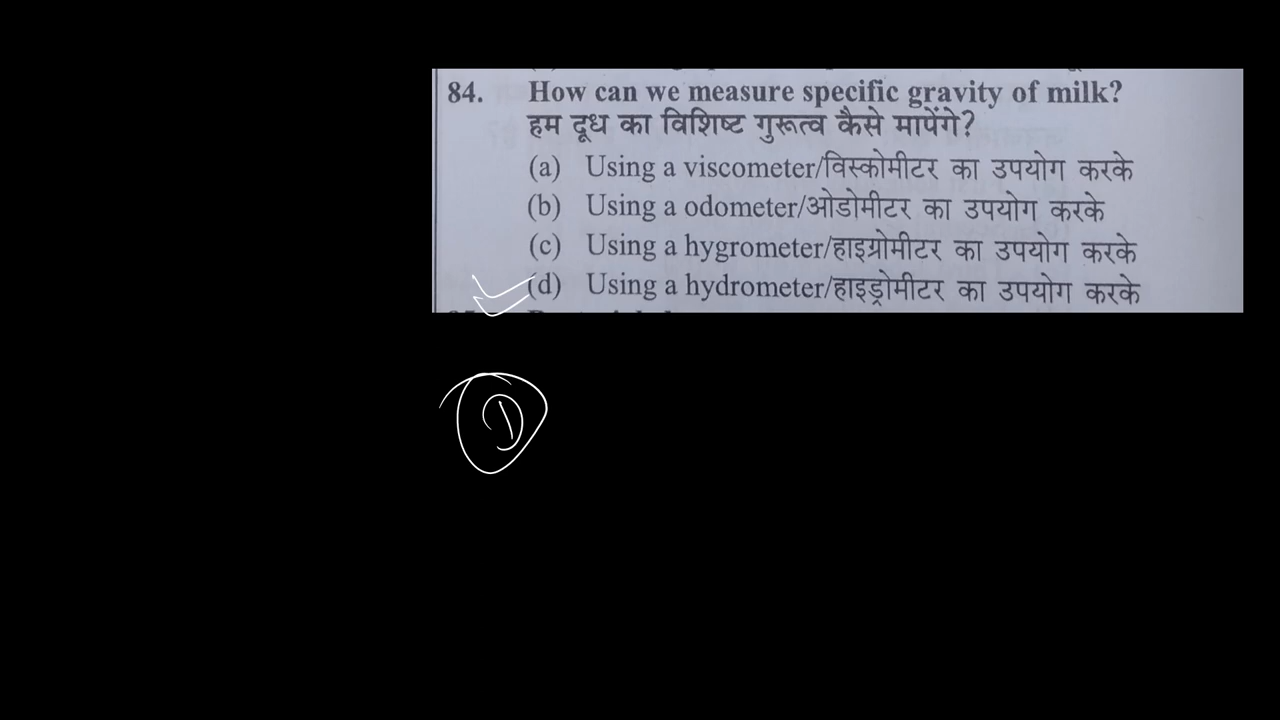 84. How can we measure specific gravity of milk?
हम दूध का विशिष्ट गुरूत्व कैसे मापेंगे?
(a) Using a viscometer/विस्कोमीटर का उपयोग करके
(b) Using a odometer/ओडोमीटर का उपयोग करके
(c) Using a hygrometer/हाइग्रोमीटर का उपयोग करके
(d) Using a hydrometer/हाइड्रोमीटर का उपयोग करके
D